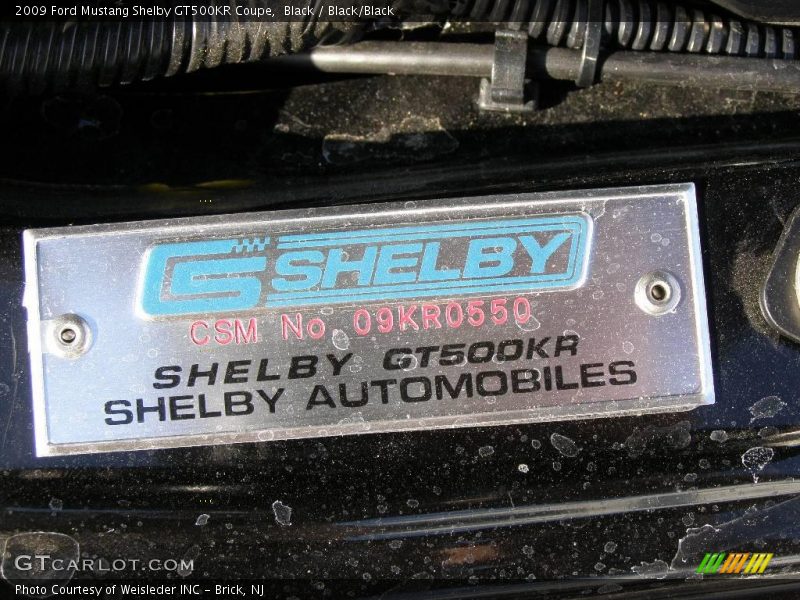 2009 Ford Mustang Shelby GT500KR Coupe, Black / Black/Black
GS SHELBY
CSM No 09KR0550
SHELBY GT500KR
SHELBY AUTOMOBILES
GTCARLOT.COM
Photo Courtesy of Weisleder INC - Brick, NJ